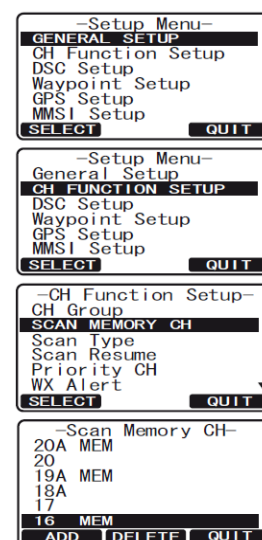 -Setup Menu-
GENERAL SETUP
CH Function Setup
DSC Setup
Waypoint Setup
GPS Setup
MMSI Setup
SELECT QUIT
-Setup Menu-
General Setup
CH FUNCTION SETUP
DSC Setup
Waypoint Setup
GPS Setup
MMSI Setup
SELECT QUIT
-CH Function Setup-
CH Group
SCAN MEMORY CH
Scan Type
Scan Resume
Priority CH
WX Alert
SELECT QUIT
-Scan Memory CH-
20A MEM
20
19A MEM
18A
17
16 MEM
ADD DELETE QUIT